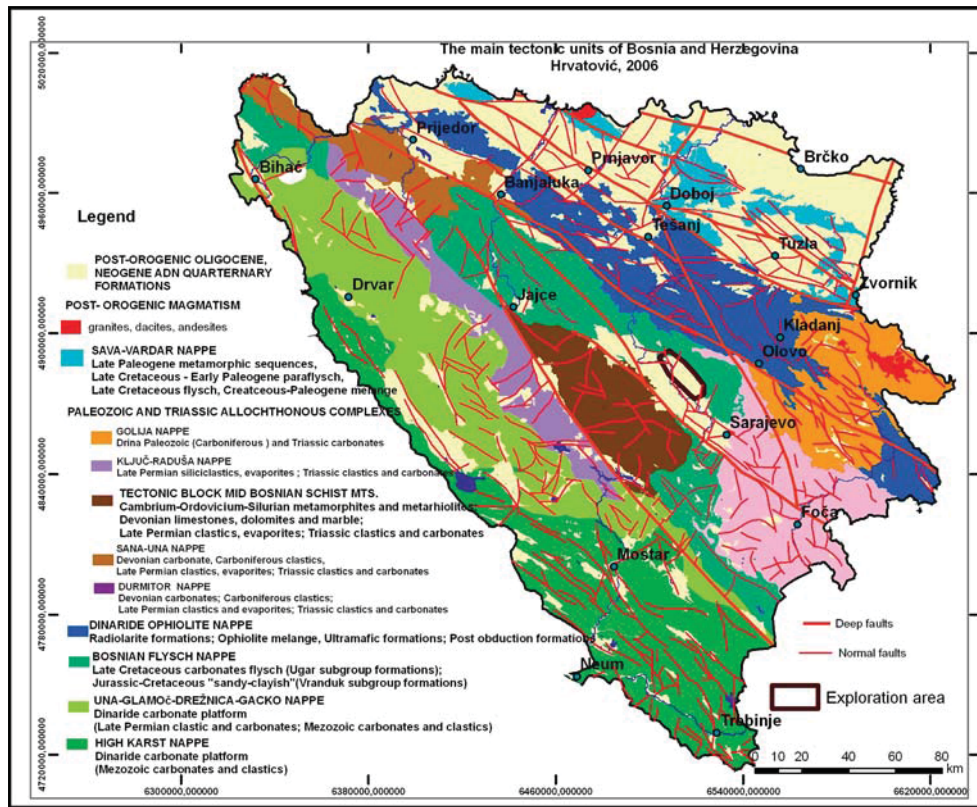 The main tectonic units of Bosnia and Herzegovina
Hrvatović, 2006
5020000,000000
4960000,000000
4900000,000000
4840000,000000
4780000,000000
4720000,000000
Prijedor
Prnjavor
Brčko
Bihać
Banjaluka
Doboj
Tešanj
Tuzla
Zvornik
Drvar
Jajce
Kladanj
Olovo
Sarajevo
Foča
Mostar
Neum
Trebinje
Legend
POST-OROGENIC OLIGOCENE,
NEOGENE ADN QUARTERNARY
FORMATIONS
POST- OROGENIC MAGMATISM
granites, dacites, andesites
SAVA-VARDAR NAPPE
Late Paleogene metamorphic sequences,
Late Cretaceous - Early Paleogene paraflysch,
Late Cretaceous flysch, Creatceous-Paleogene melange
PALEOZOIC AND TRIASSIC ALLOCHTHONOUS COMPLEXES
GOLIJA NAPPE
Drina Paleozoic (Carboniferous ) and Triassic carbonates
KLJUČ-RADUŠA NAPPE
Late Permian siliciclastics, evaporites ; Triassic clastics and carbonates
TECTONIC BLOCK MID BOSNIAN SCHIST MTS.
Cambrium-Ordovicium-Silurian metamorphites and metarhiolites;
Devonian limestones, dolomites and marble;
Late Permian clastics, evaporites; Triassic clastics and carbonates
SANA-UNA NAPPE
Devonian carbonate, Carboniferous clastics,
Late Permian clastics, evaporites; Triassic clastics and carbonates
DURMITOR NAPPE
Devonian carbonates; Carboniferous clastics;
Late Permian clastics and evaporites; Triassic clastics and carbonates
DINARIDE OPHIOLITE NAPPE
Radiolarite formations; Ophiolite melange, Ultramafic formations; Post obduction formations
BOSNIAN FLYSCH NAPPE
Late Cretaceous carbonates flysch (Ugar subgroup formations);
Jurassic-Cretaceous "sandy-clayish"(Vranduk subgroup formations)
UNA-GLAMOč-DREŽNICA-GACKO NAPPE
Dinaride carbonate platform
(Late Permian clastic and carbonates; Mezozoic carbonates and clastics)
HIGH KARST NAPPE
Dinaride carbonate platform
(Mezozoic carbonates and clastics)
Deep faults
Normal faults
Exploration area
0 10 20 40 60 80
km
6300000,000000 6380000,000000 6460000,000000 6540000,000000 6620000,000000